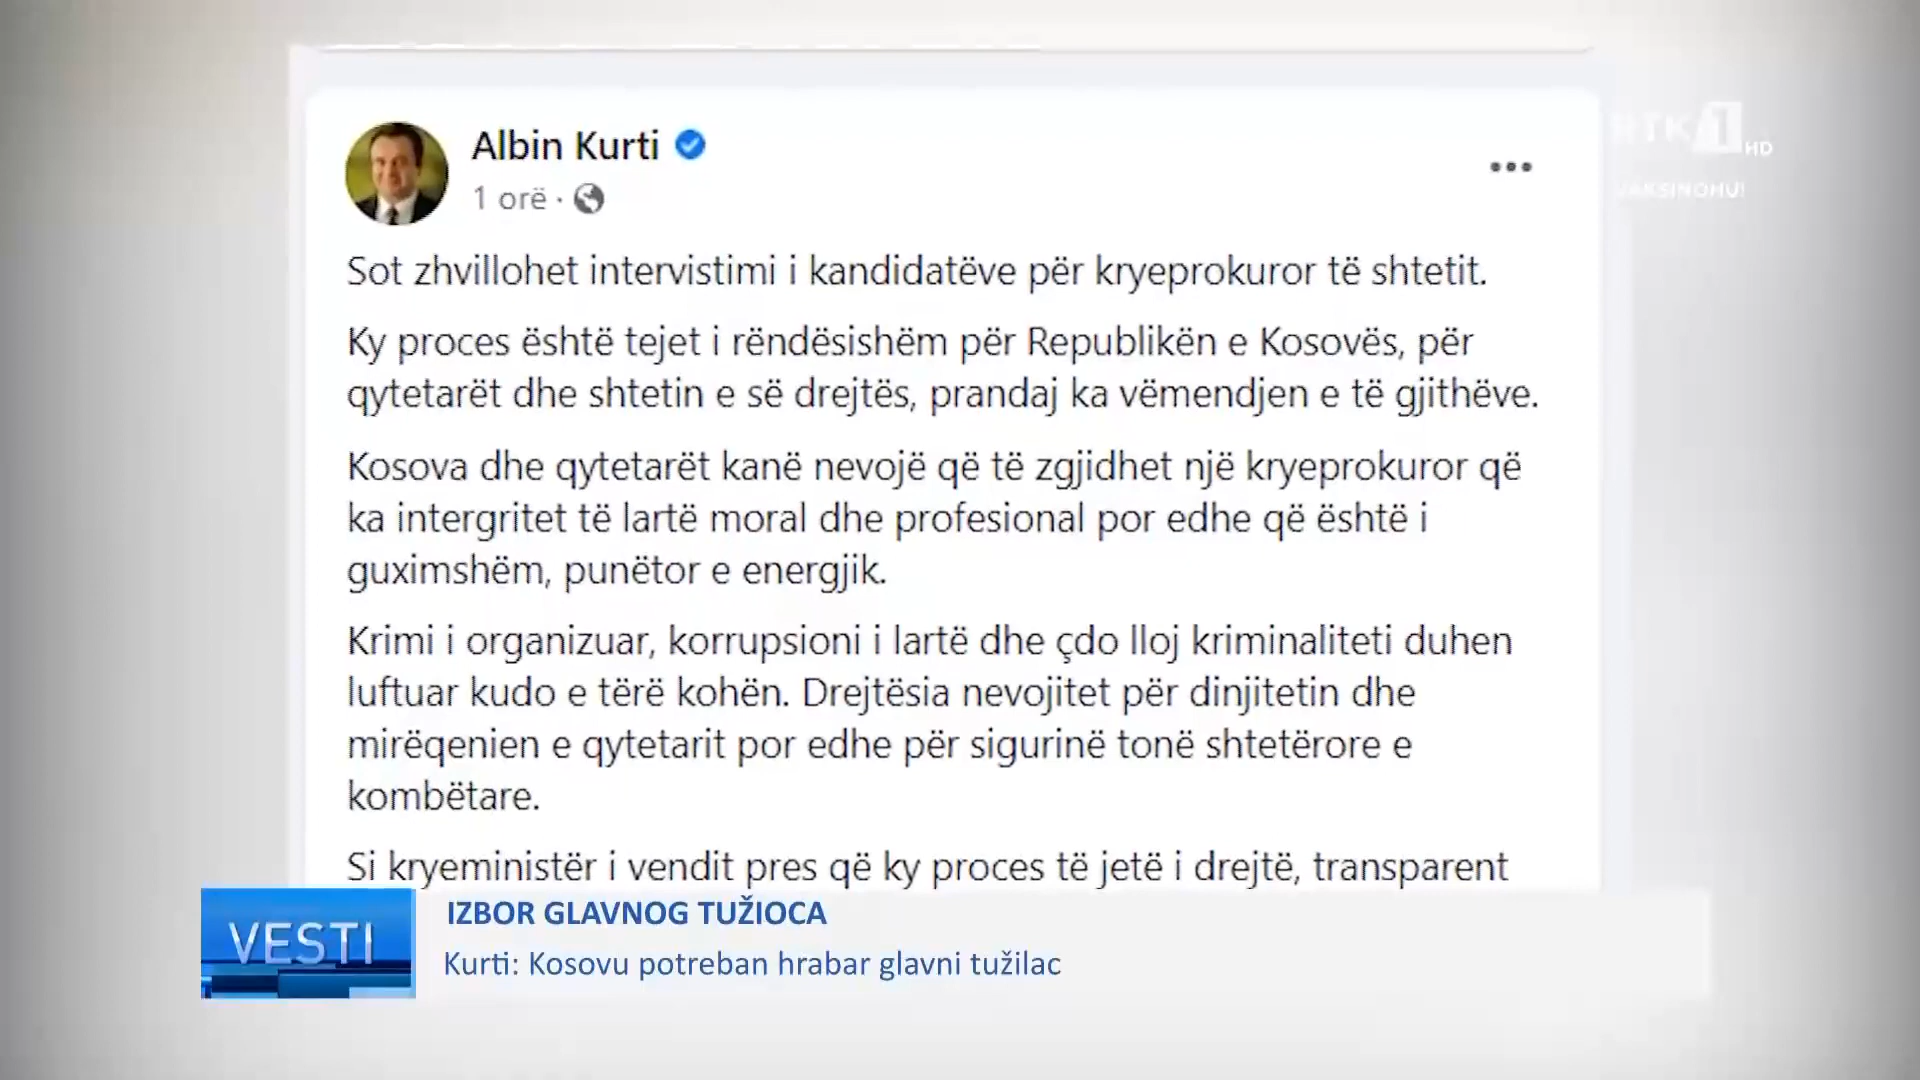 Albin Kurti
1 orë ·
RTK 1 HD
VAKSINOHU!
Sot zhvillohet intervistimi i kandidatëve për kryeprokuror të shtetit.
Ky proces është tejet i rëndësishëm për Republikën e Kosovës, për
qytetarët dhe shtetin e së drejtës, prandaj ka vëmendjen e të gjithëve.
Kosova dhe qytetarët kanë nevojë që të zgjidhet një kryeprokuror që
ka intergritet të lartë moral dhe profesional por edhe që është i
guximshëm, punëtor e energjik.
Krimi i organizuar, korrupsioni i lartë dhe çdo lloj kriminaliteti duhen
luftuar kudo e tërë kohën. Drejtësia nevojitet për dinjitetin dhe
mirëqenien e qytetarit por edhe për sigurinë tonë shtetërore e
kombëtare.
Si kryeministër i vendit pres që ky proces të jetë i drejtë, transparent
VESTI
IZBOR GLAVNOG TUŽIOCA
Kurti: Kosovu potreban hrabar glavni tužilac